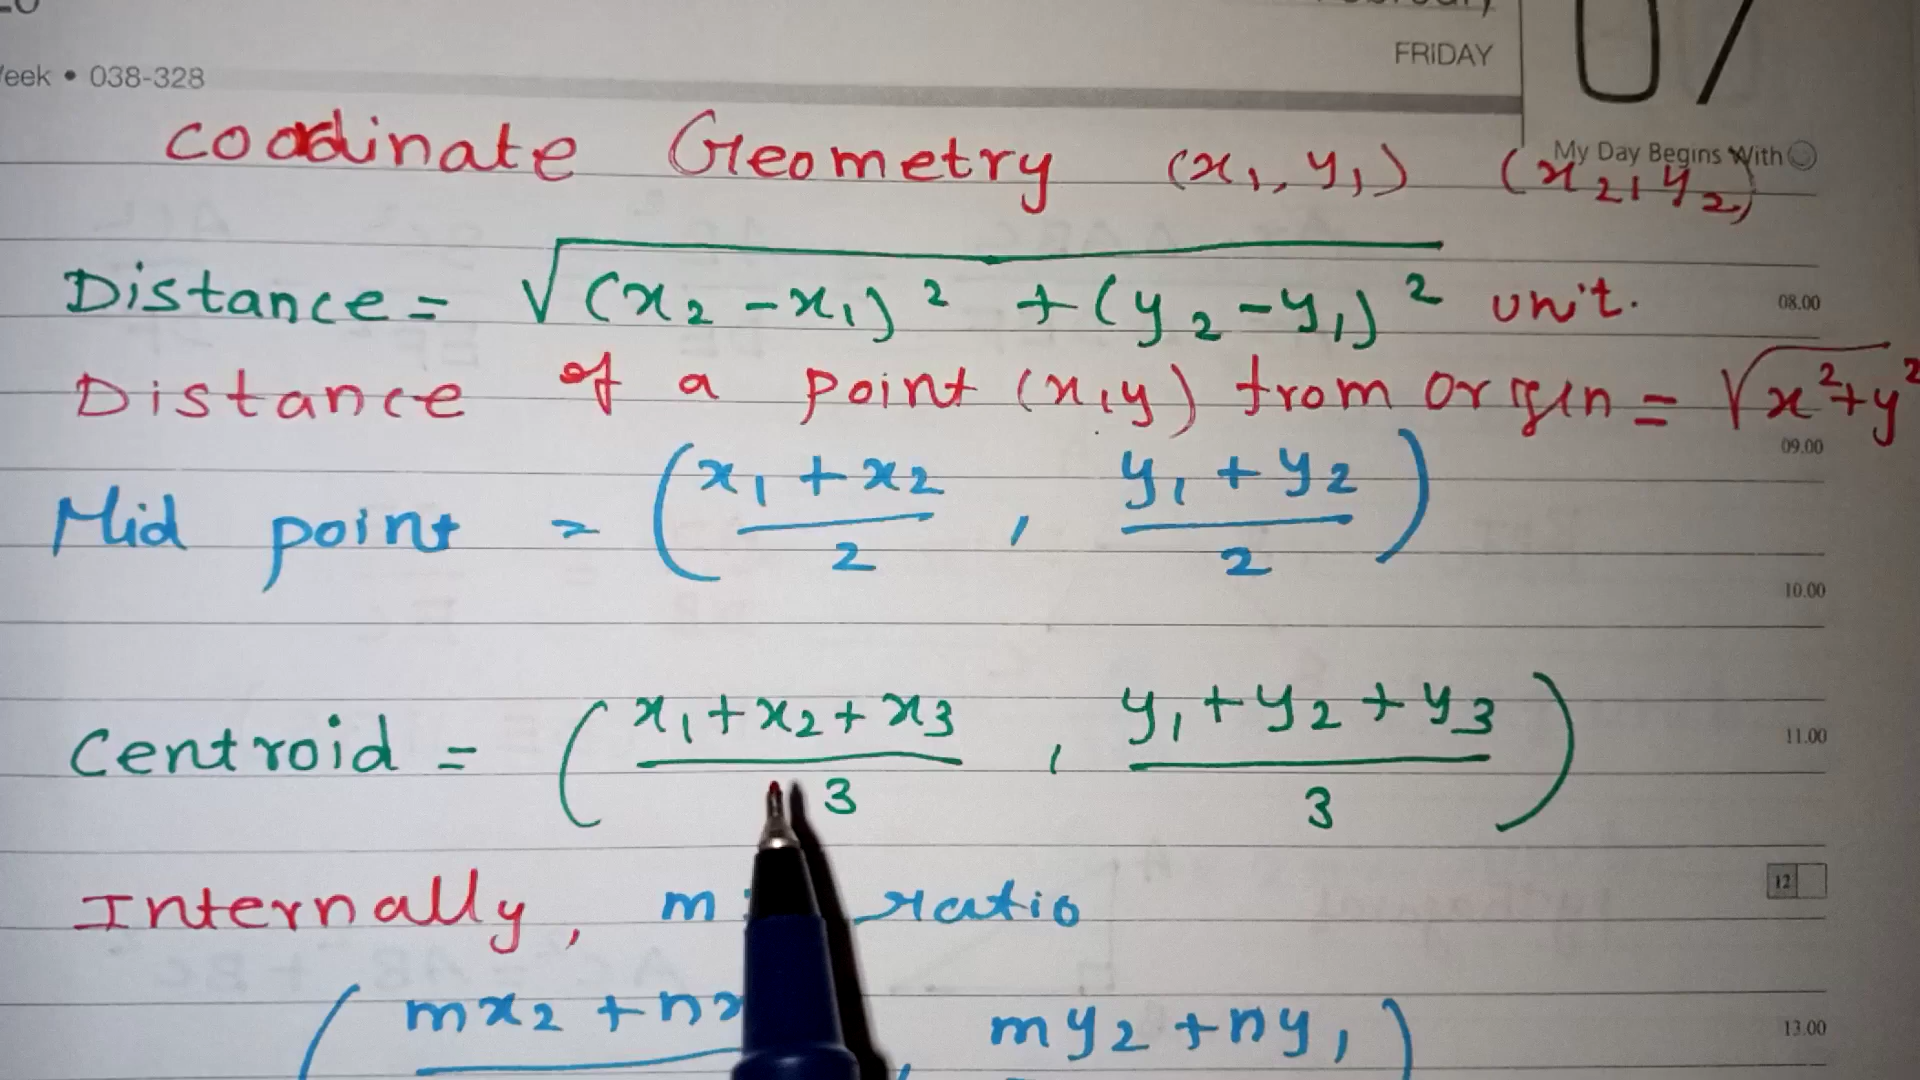 FRIDAY
07
eek • 038-328
My Day Begins With
Coordinate Geometry (x₁, y₁) (x₂, y₂)
Distance = √(x₂ - x₁)² + (y₂ - y₁)² unit.
08.00
Distance of a point (x, y) from origin = √x² + y²
09.00
Mid point = (x₁ + x₂ / 2 , y₁ + y₂ / 2)
10.00
Centroid = (x₁ + x₂ + x₃ / 3 , y₁ + y₂ + y₃ / 3)
11.00
Internally, m ratio
12
(mx₂ + n , my₂ + ny₁)
13.00